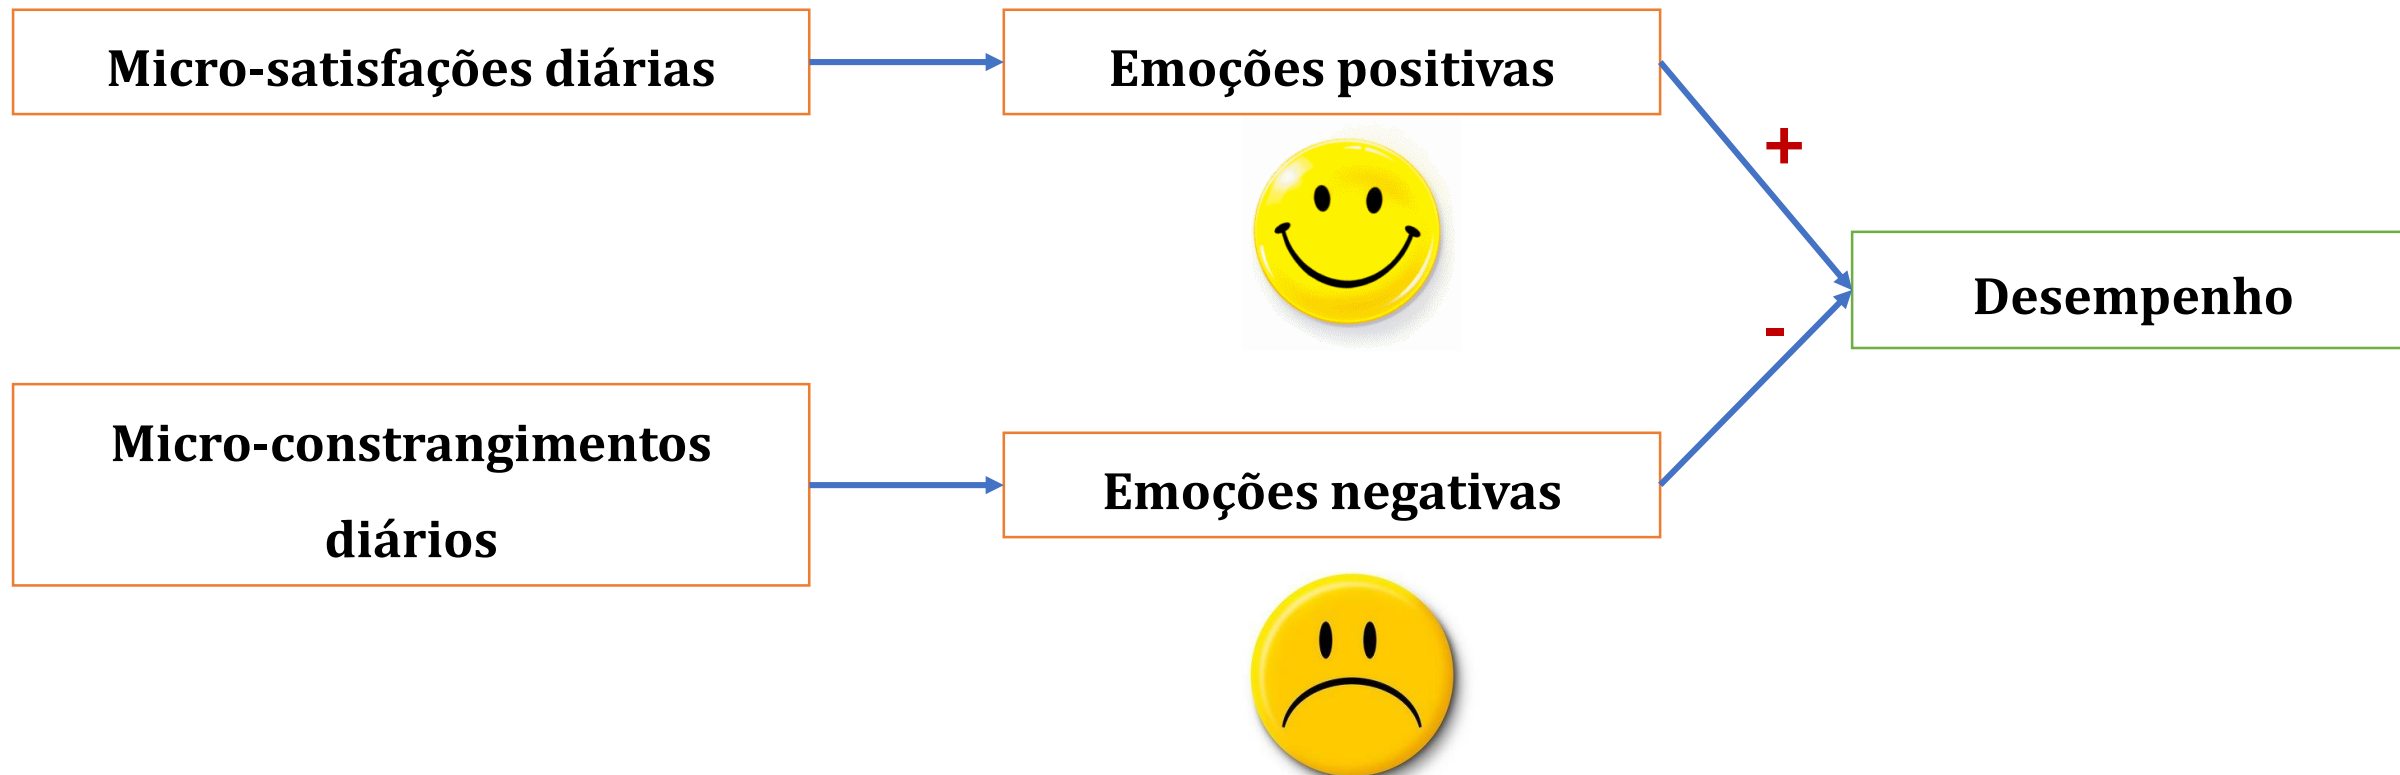 Micro-satisfações diárias
Emoções positivas
+
Desempenho
-
Micro-constrangimentos
diários
Emoções negativas